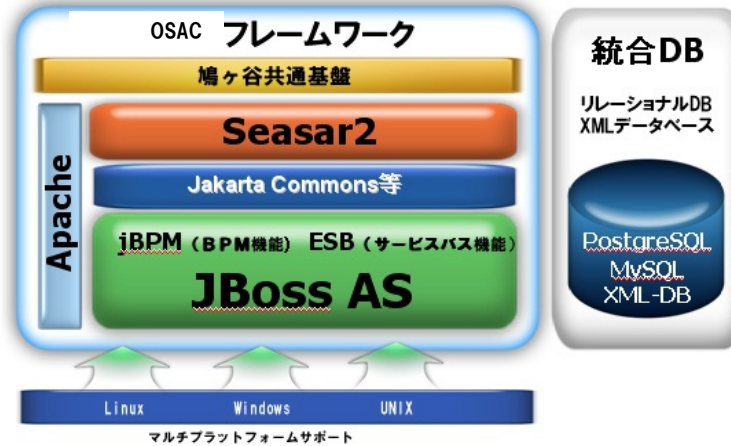 OSAC フレームワーク
鳩ヶ谷共通基盤
Apache
Seasar2
Jakarta Commons等
jBPM（BPM機能） ESB（サービスバス機能）
JBoss AS
Linux Windows UNIX
マルチプラットフォームサポート
統合DB
リレーショナルDB
XMLデータベース
PostgreSQL
MySQL
XML-DB